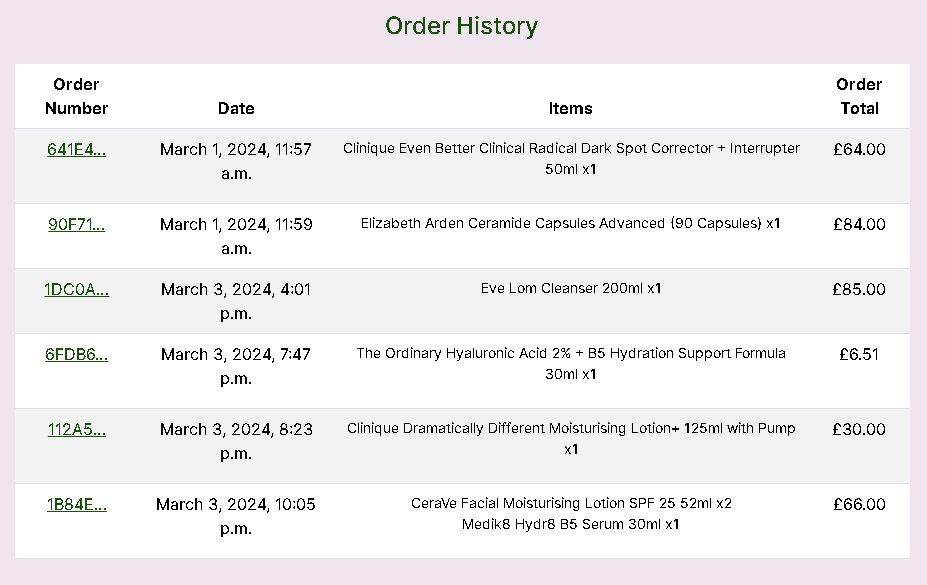 Order History
Order Number Date Items Order Total
641E4... March 1, 2024, 11:57 a.m. Clinique Even Better Clinical Radical Dark Spot Corrector + Interrupter 50ml x1 £64.00
90F71... March 1, 2024, 11:59 a.m. Elizabeth Arden Ceramide Capsules Advanced (90 Capsules) x1 £84.00
1DC0A... March 3, 2024, 4:01 p.m. Eve Lom Cleanser 200ml x1 £85.00
6FDB6... March 3, 2024, 7:47 p.m. The Ordinary Hyaluronic Acid 2% + B5 Hydration Support Formula 30ml x1 £6.51
112A5... March 3, 2024, 8:23 p.m. Clinique Dramatically Different Moisturising Lotion+ 125ml with Pump x1 £30.00
1B84E... March 3, 2024, 10:05 p.m. CeraVe Facial Moisturising Lotion SPF 25 52ml x2 Medik8 Hydr8 B5 Serum 30ml x1 £66.00